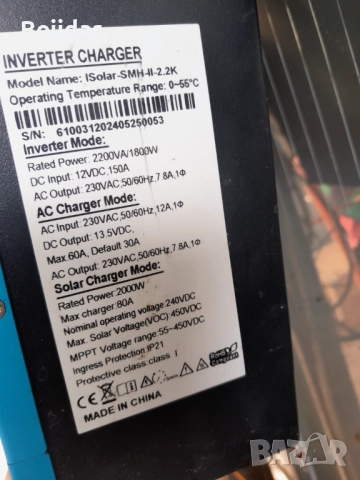 INVERTER CHARGER
Model Name: ISolar-SMH-II-2.2K
Operating Temperature Range: 0~55°C
S/N: 610031202405250053
Inverter Mode:
Rated Power: 2200VA/1800W
DC Input: 12VDC,150A
AC Output: 230VAC,50/60Hz,7.8A,1Φ
AC Charger Mode:
AC Input: 230VAC,50/60Hz,12A,1Φ
DC Output: 13.5VDC,
Max.60A, Default 30A
AC Output: 230VAC,50/60Hz,7.8A,1Φ
Solar Charger Mode:
Rated Power:2000W
Max charger:80A
Nominal operating voltage:240VDC
Max. Solar Voltage(VOC):450VDC
MPPT Voltage range:55~450VDC
Ingress Protection:IP21
Protective class:class I
RoHS
CE
MADE IN CHINA
BAZAR